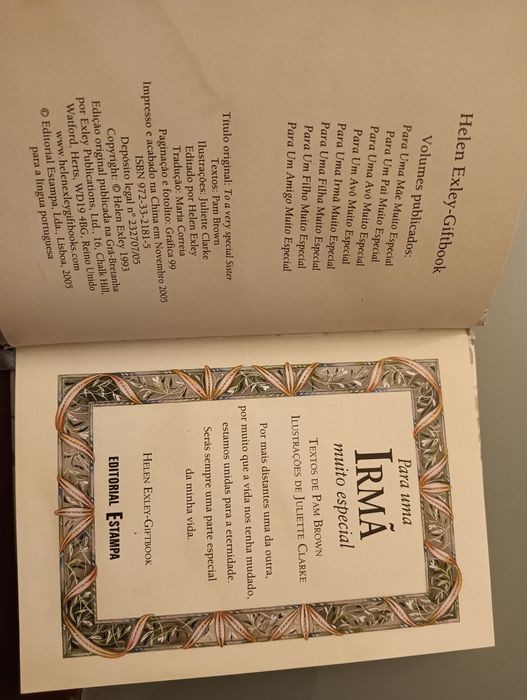 Helen Exley-Giftbook
Volumes publicados:
Para Uma Mãe Muito Especial
Para Um Pai Muito Especial
Para Uma Avó Muito Especial
Para Um Avô Muito Especial
Para Uma Irmã Muito Especial
Para Uma Filha Muito Especial
Para Um Filho Muito Especial
Para Um Amigo Muito Especial
Título original: To a very special Sister
Textos: Pam Brown
Ilustrações: Juliette Clarke
Editado por Helen Exley
Tradução: Maria Correia
Paginação e fotolito: Gráfica 99
Impresso e acabado na China em Novembro 2005
ISBN 972-33-2181-5
Depósito legal nº 232707/05
Copyright: © Helen Exley 1993
Edição original publicada na Grã-Bretanha
por Exley Publications, Ltd., 16, Chalk Hill,
Watford, Herts, WD19 4BG, Reino Unido
www.helenexleygiftbooks.com
© Editorial Estampa, Lda., Lisboa, 2005
para a língua portuguesa
Para uma
IRMÃ
muito especial
TEXTOS DE PAM BROWN
ILUSTRAÇÕES DE JULIETTE CLARKE
Por mais distantes uma da outra,
por muito que a vida nos tenha mudado,
estamos unidas para a eternidade.
Serás sempre uma parte especial
da minha vida.
HELEN EXLEY-GIFTBOOK
EDITORIAL ESTAMPA